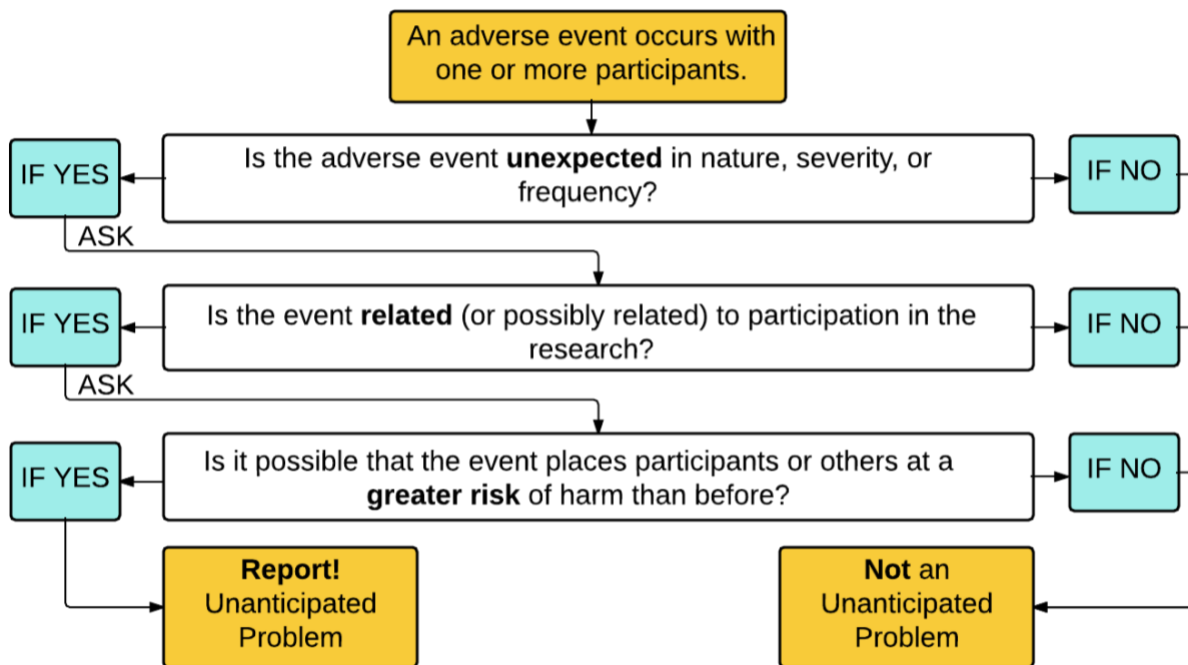 An adverse event occurs with
one or more participants.
IF YES
Is the adverse event unexpected in nature, severity, or
frequency?
IF NO
ASK
IF YES
Is the event related (or possibly related) to participation in the
research?
IF NO
ASK
IF YES
Is it possible that the event places participants or others at a
greater risk of harm than before?
IF NO
Report!
Unanticipated
Problem
Not an
Unanticipated
Problem